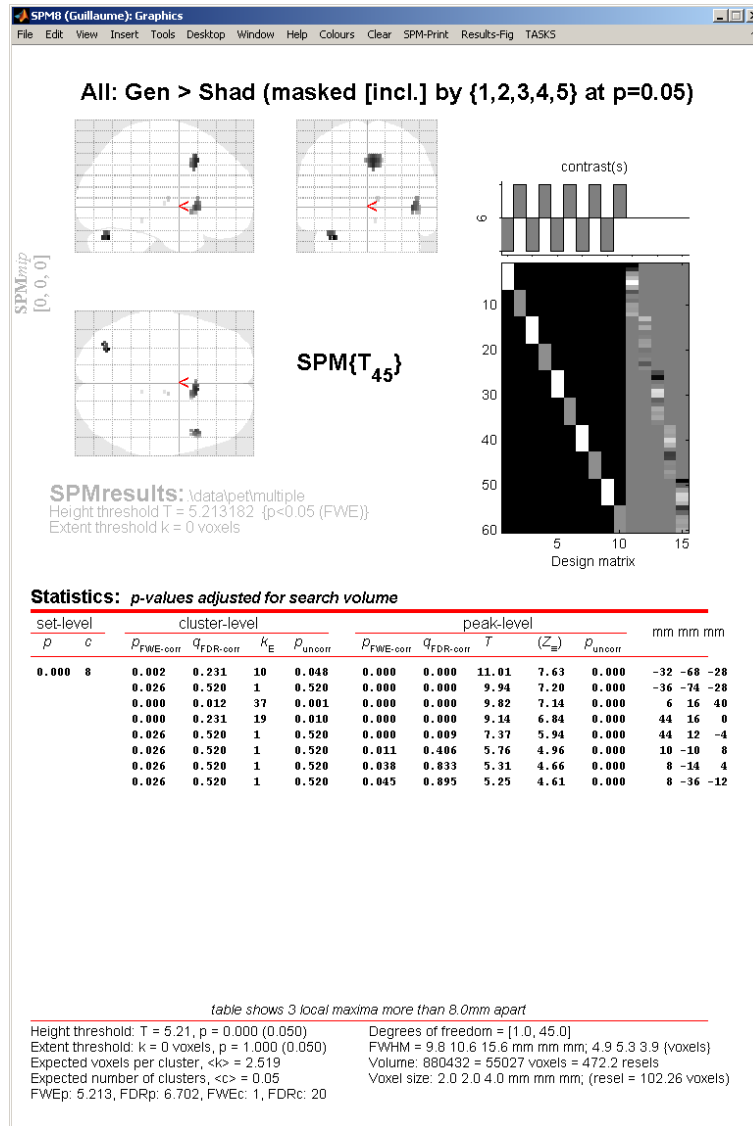 SPM8 (Guillaume): Graphics
File Edit View Insert Tools Desktop Window Help Colours Clear SPM-Print Results-Fig TASKS
All: Gen > Shad (masked [incl.] by {1,2,3,4,5} at p=0.05)
contrast(s)
6
SPMmip
[0, 0, 0]
<
<
<
SPM{T45}
10
20
30
40
50
60
5 10 15
Design matrix
SPMresults: .\data\pet\multiple
Height threshold T = 5.213182 {p<0.05 (FWE)}
Extent threshold k = 0 voxels
Statistics: p-values adjusted for search volume
set-level cluster-level peak-level mm mm mm
p c pFWE-corr qFDR-corr kE puncorr pFWE-corr qFDR-corr T (Z≡) puncorr
0.000 8 0.002 0.231 10 0.048 0.000 0.000 11.01 7.63 0.000 -32 -68 -28
0.026 0.520 1 0.520 0.000 0.000 9.94 7.20 0.000 -36 -74 -28
0.000 0.012 37 0.001 0.000 0.000 9.82 7.14 0.000 6 16 40
0.000 0.231 19 0.010 0.000 0.000 9.14 6.84 0.000 44 16 0
0.026 0.520 1 0.520 0.000 0.009 7.37 5.94 0.000 44 12 -4
0.026 0.520 1 0.520 0.011 0.406 5.76 4.96 0.000 10 -10 8
0.026 0.520 1 0.520 0.038 0.833 5.31 4.66 0.000 8 -14 4
0.026 0.520 1 0.520 0.045 0.895 5.25 4.61 0.000 8 -36 -12
table shows 3 local maxima more than 8.0mm apart
Height threshold: T = 5.21, p = 0.000 (0.050)
Extent threshold: k = 0 voxels, p = 1.000 (0.050)
Expected voxels per cluster, <k> = 2.519
Expected number of clusters, <c> = 0.05
FWEp: 5.213, FDRp: 6.702, FWEc: 1, FDRc: 20
Degrees of freedom = [1.0, 45.0]
FWHM = 9.8 10.6 15.6 mm mm mm; 4.9 5.3 3.9 {voxels}
Volume: 880432 = 55027 voxels = 472.2 resels
Voxel size: 2.0 2.0 4.0 mm mm mm; (resel = 102.26 voxels)